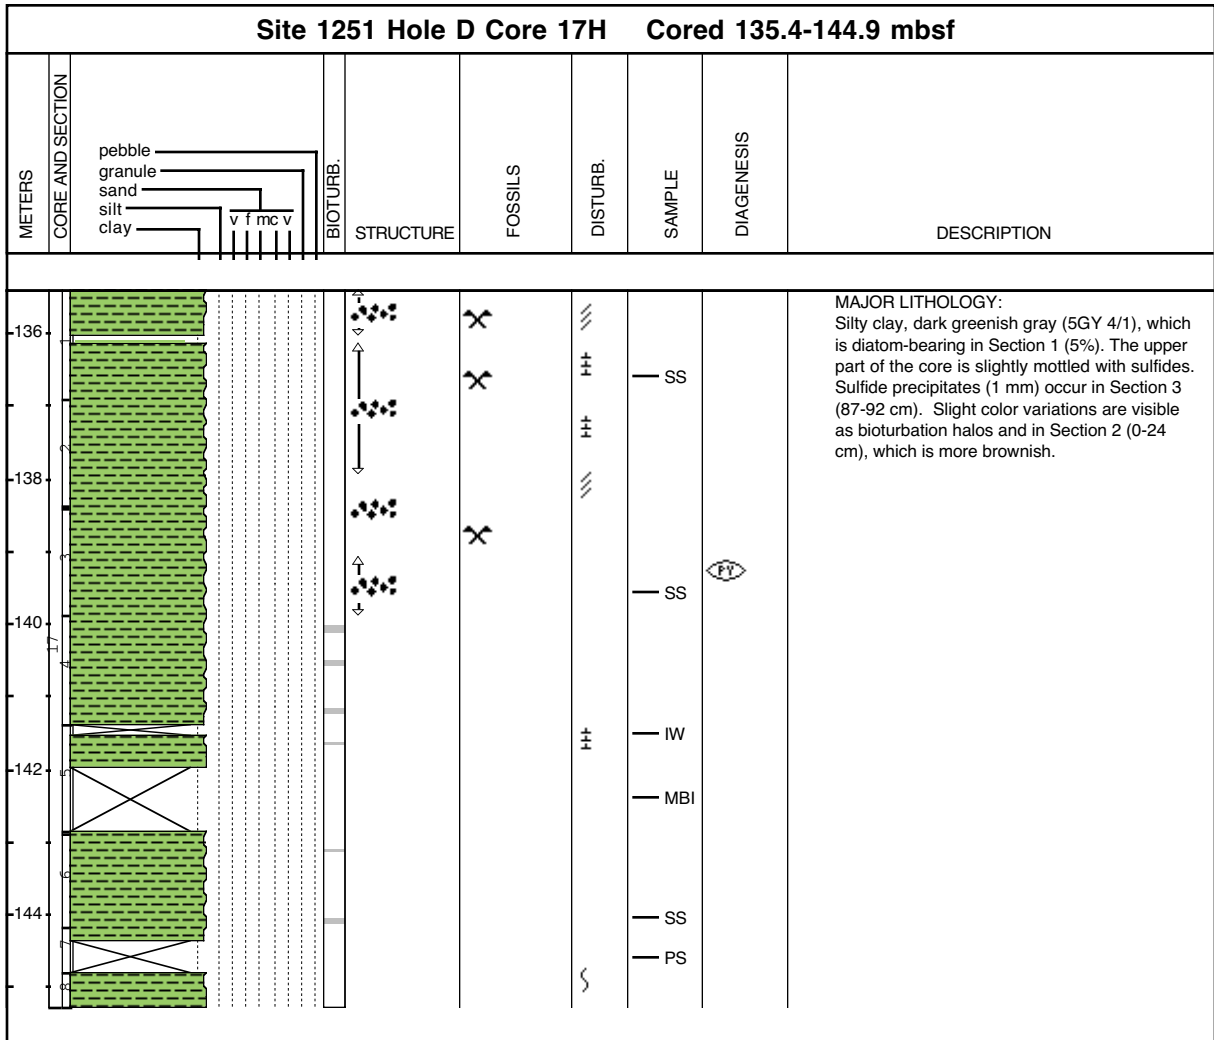 Site 1251 Hole D Core 17H Cored 135.4-144.9 mbsf
METERS
CORE AND SECTION
pebble
granule
sand
silt
clay
v f m c v
BIOTURB.
STRUCTURE
FOSSILS
DISTURB.
SAMPLE
DIAGENESIS
DESCRIPTION
MAJOR LITHOLOGY:
Silty clay, dark greenish gray (5GY 4/1), which
is diatom-bearing in Section 1 (5%). The upper
part of the core is slightly mottled with sulfides.
Sulfide precipitates (1 mm) occur in Section 3
(87-92 cm). Slight color variations are visible
as bioturbation halos and in Section 2 (0-24
cm), which is more brownish.
136
138
140
142
144
17
1
2
3
4
5
6
7
8
SS
SS
IW
MBI
SS
PS
PY